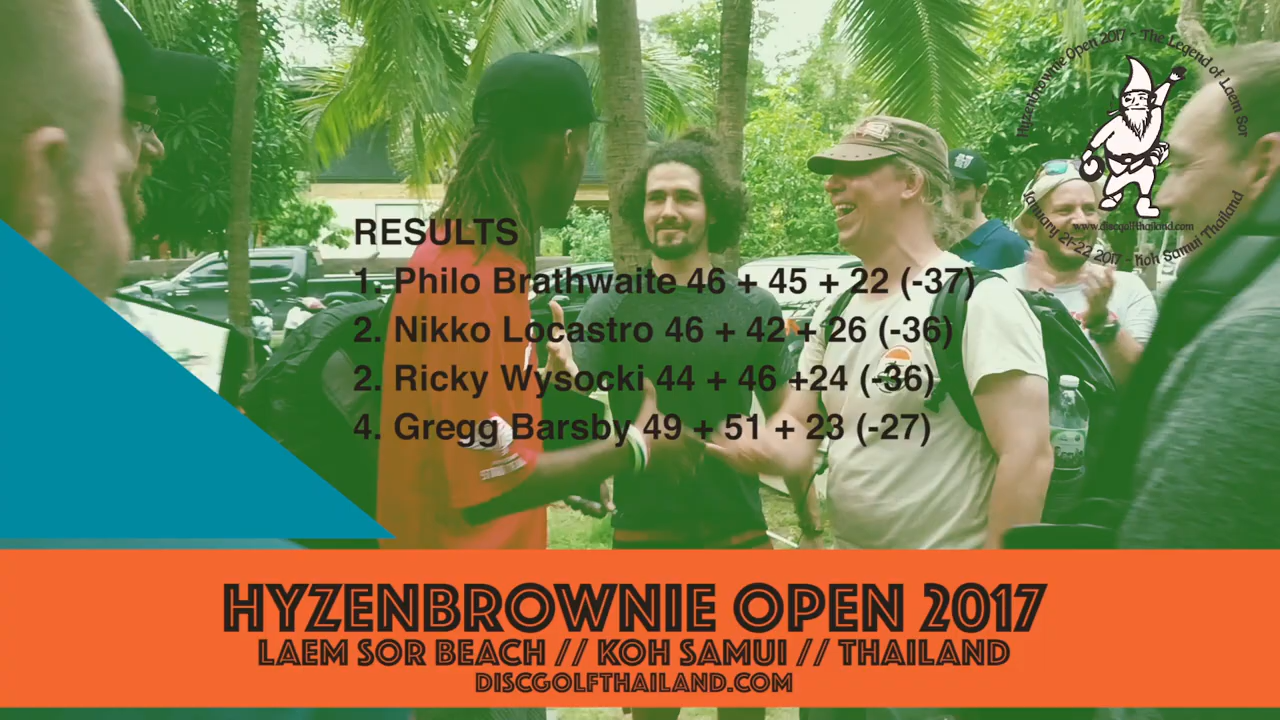 Hitzenbrownie Open 2017 - The Legend of Laem Sor
www.discgolfthailand.com
January 21-22 2017 - Koh Samui Thailand
RESULTS
1. Philo Brathwaite 46 + 45 + 22 (-37)
2. Nikko Locastro 46 + 42 + 26 (-36)
2. Ricky Wysocki 44 + 46 +24 (-36)
4. Gregg Barsby 49 + 51 + 23 (-27)
HYZENBROWNIE OPEN 2017
LAEM SOR BEACH // KOH SAMUI // THAILAND
DISCGOLFTHAILAND.COM